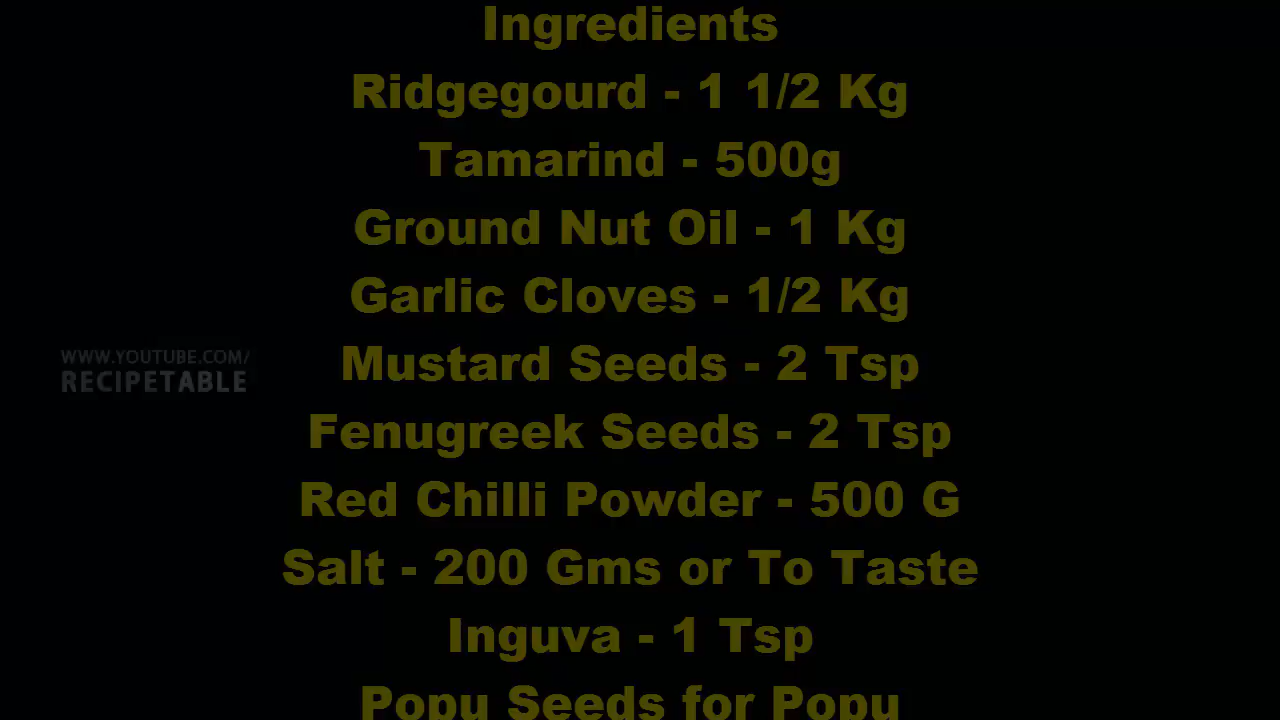 Ingredients
Ridgegourd - 1 1/2 Kg
Tamarind - 500g
Ground Nut Oil - 1 Kg
Garlic Cloves - 1/2 Kg
WWW.YOUTUBE.COM/
RECIPETABLE
Mustard Seeds - 2 Tsp
Fenugreek Seeds - 2 Tsp
Red Chilli Powder - 500 G
Salt - 200 Gms or To Taste
Inguva - 1 Tsp
Popu Seeds for Popu